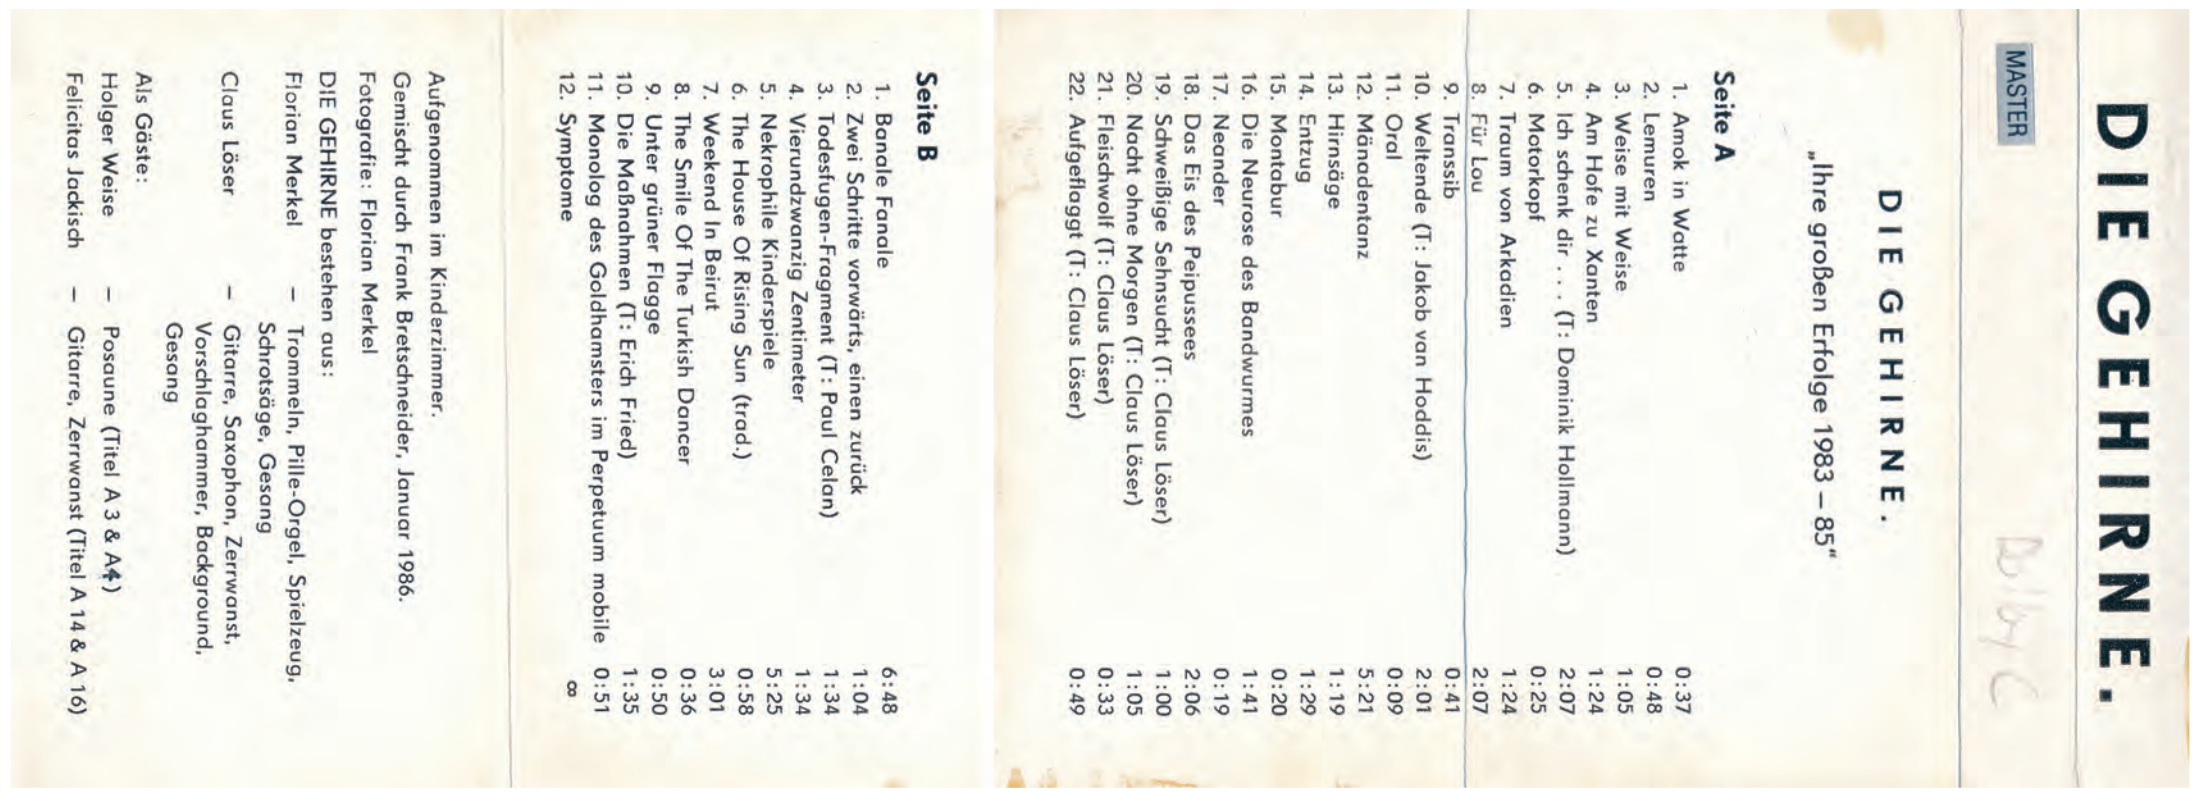 DIE GEHIRNE.
MASTER
Dolby C
DIE GEHIRNE.
„Ihre großen Erfolge 1983 – 85“
Seite A
1. Amok in Watte 0:37
2. Lemuren 0:48
3. Weise mit Weise 1:05
4. Am Hofe zu Xanten 1:24
5. Ich schenk dir . . . (T: Dominik Hollmann) 2:07
6. Motorkopf 0:25
7. Traum von Arkadien 1:24
8. Für Lou 2:07
9. Transsib 0:41
10. Weltende (T: Jakob van Hoddis) 2:01
11. Oral 0:09
12. Mänadentanz 5:21
13. Hirnsäge 1:19
14. Entzug 1:29
15. Montabur 0:20
16. Die Neurose des Bandwurmes 1:41
17. Neander 0:19
18. Das Eis des Peipussees 2:06
19. Schweißige Sehnsucht (T: Claus Löser) 1:00
20. Nacht ohne Morgen (T: Claus Löser) 1:05
21. Fleischwolf (T: Claus Löser) 0:33
22. Aufgeflaggt (T: Claus Löser) 0:49
Seite B
1. Banale Fanale 6:48
2. Zwei Schritte vorwärts, einen zurück 1:04
3. Todesfugen-Fragment (T: Paul Celan) 1:34
4. Vierundzwanzig Zentimeter 1:34
5. Nekrophile Kinderspiele 5:25
6. The House Of Rising Sun (trad.) 0:58
7. Weekend In Beirut 3:01
8. The Smile Of The Turkish Dancer 0:36
9. Unter grüner Flagge 0:50
10. Die Maßnahmen (T: Erich Fried) 1:35
11. Monolog des Goldhamsters im Perpetuum mobile 0:51
12. Symptome ∞
Aufgenommen im Kinderzimmer.
Gemischt durch Frank Bretschneider, Januar 1986.
Fotografie: Florian Merkel
DIE GEHIRNE bestehen aus:
Florian Merkel – Trommeln, Pille-Orgel, Spielzeug,
Schrotsäge, Gesang
Claus Löser – Gitarre, Saxophon, Zerrwanst,
Vorschlaghammer, Background,
Gesang
Als Gäste:
Holger Weise – Posaune (Titel A 3 & A4)
Felicitas Jackisch – Gitarre, Zerrwanst (Titel A 14 & A 16)